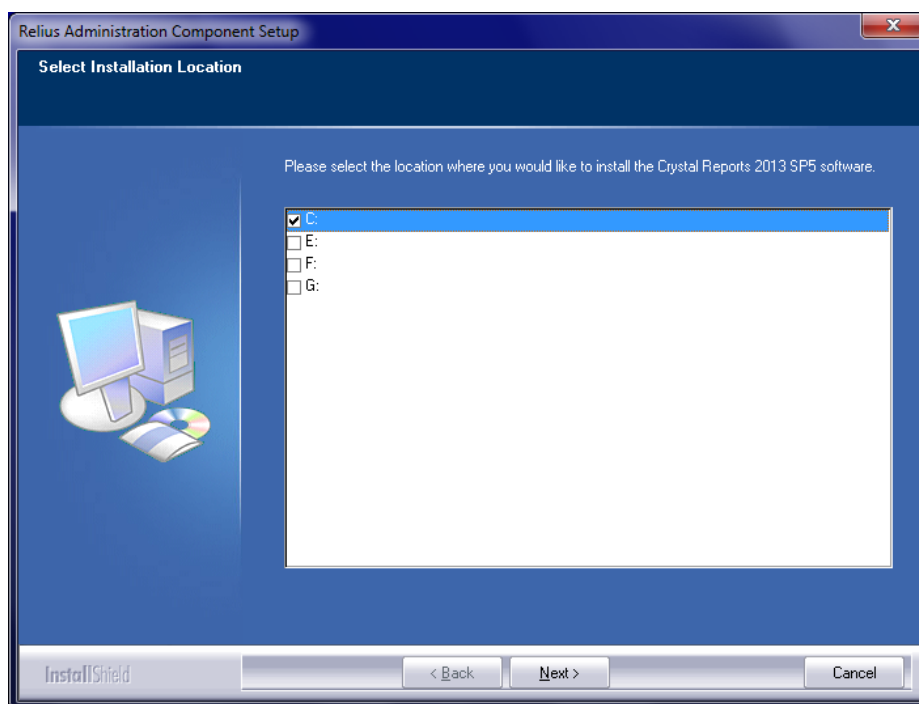 Relius Administration Component Setup
Select Installation Location
Please select the location where you would like to install the Crystal Reports 2013 SP5 software.
C:
E:
F:
G:
InstallShield
< Back
Next >
Cancel